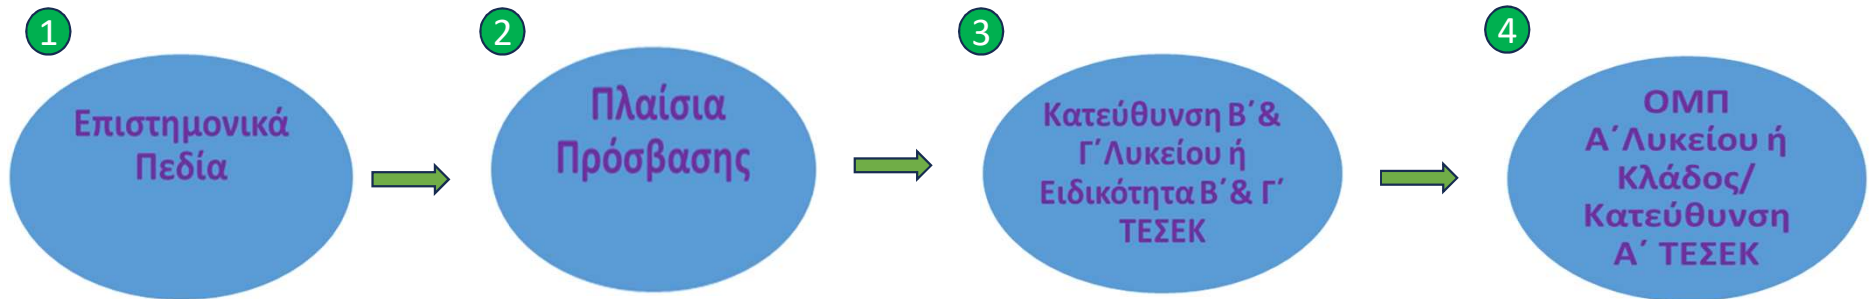 1
Επιστημονικά
Πεδία
2
Πλαίσια
Πρόσβασης
3
Κατεύθυνση Β΄&
Γ΄Λυκείου ή
Ειδικότητα Β΄& Γ΄
ΤΕΣΕΚ
4
ΟΜΠ
Α΄Λυκείου ή
Κλάδος/
Κατεύθυνση
Α΄ ΤΕΣΕΚ